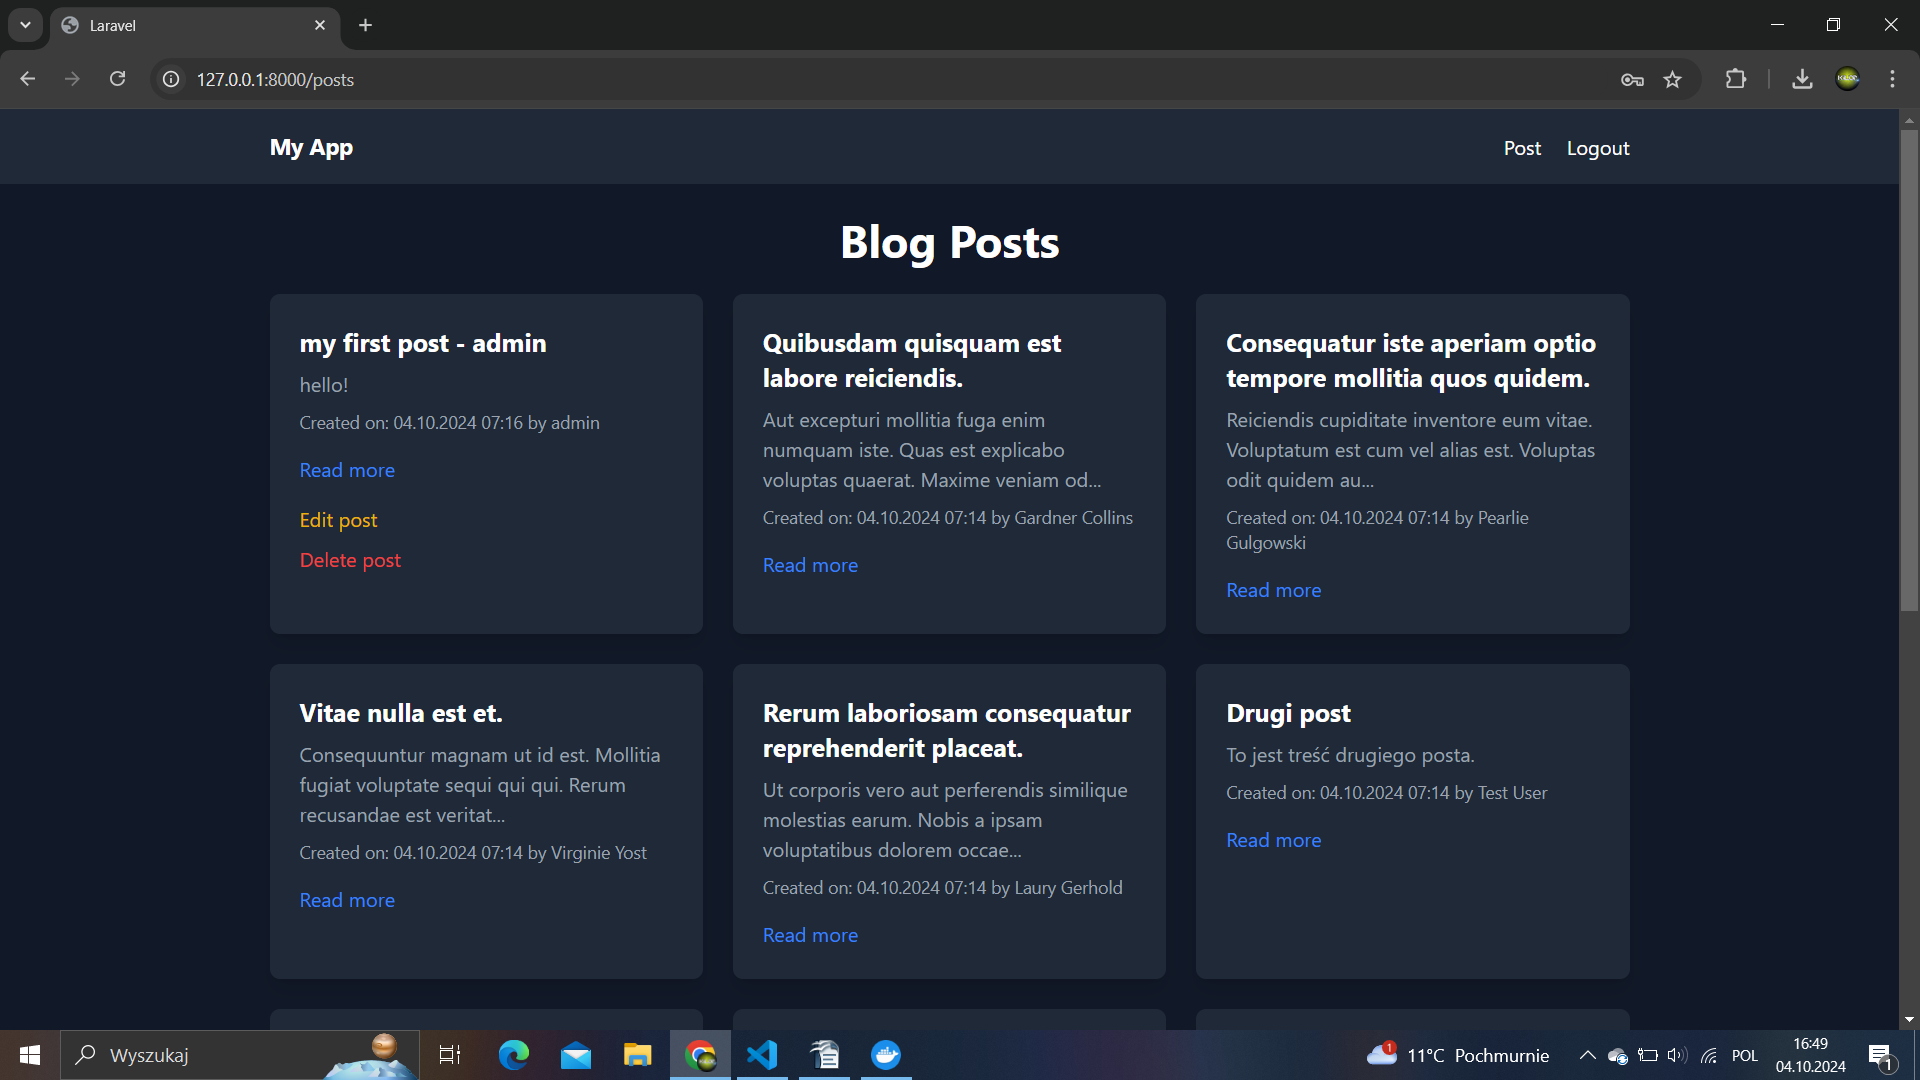 Laravel
127.0.0.1:8000/posts
My App
Post
Logout
Blog Posts
my first post - admin
hello!
Created on: 04.10.2024 07:16 by admin
Read more
Edit post
Delete post
Quibusdam quisquam est
labore reiciendis.
Aut excepturi mollitia fuga enim
numquam iste. Quas est explicabo
voluptas quaerat. Maxime veniam od...
Created on: 04.10.2024 07:14 by Gardner Collins
Read more
Consequatur iste aperiam optio
tempore mollitia quos quidem.
Reiciendis cupiditate inventore eum vitae.
Voluptatum est cum vel alias est. Voluptas
odit quidem au...
Created on: 04.10.2024 07:14 by Pearlie
Gulgowski
Read more
Vitae nulla est et.
Consequuntur magnam ut id est. Mollitia
fugiat voluptate sequi qui qui. Rerum
recusandae est veritat...
Created on: 04.10.2024 07:14 by Virginie Yost
Read more
Rerum laboriosam consequatur
reprehenderit placeat.
Ut corporis vero aut perferendis similique
molestias earum. Nobis a ipsam
voluptatibus dolorem occae...
Created on: 04.10.2024 07:14 by Laury Gerhold
Read more
Drugi post
To jest treść drugiego posta.
Created on: 04.10.2024 07:14 by Test User
Read more
Wyszukaj
1
11°C Pochmurnie
POL
16:49
04.10.2024
1